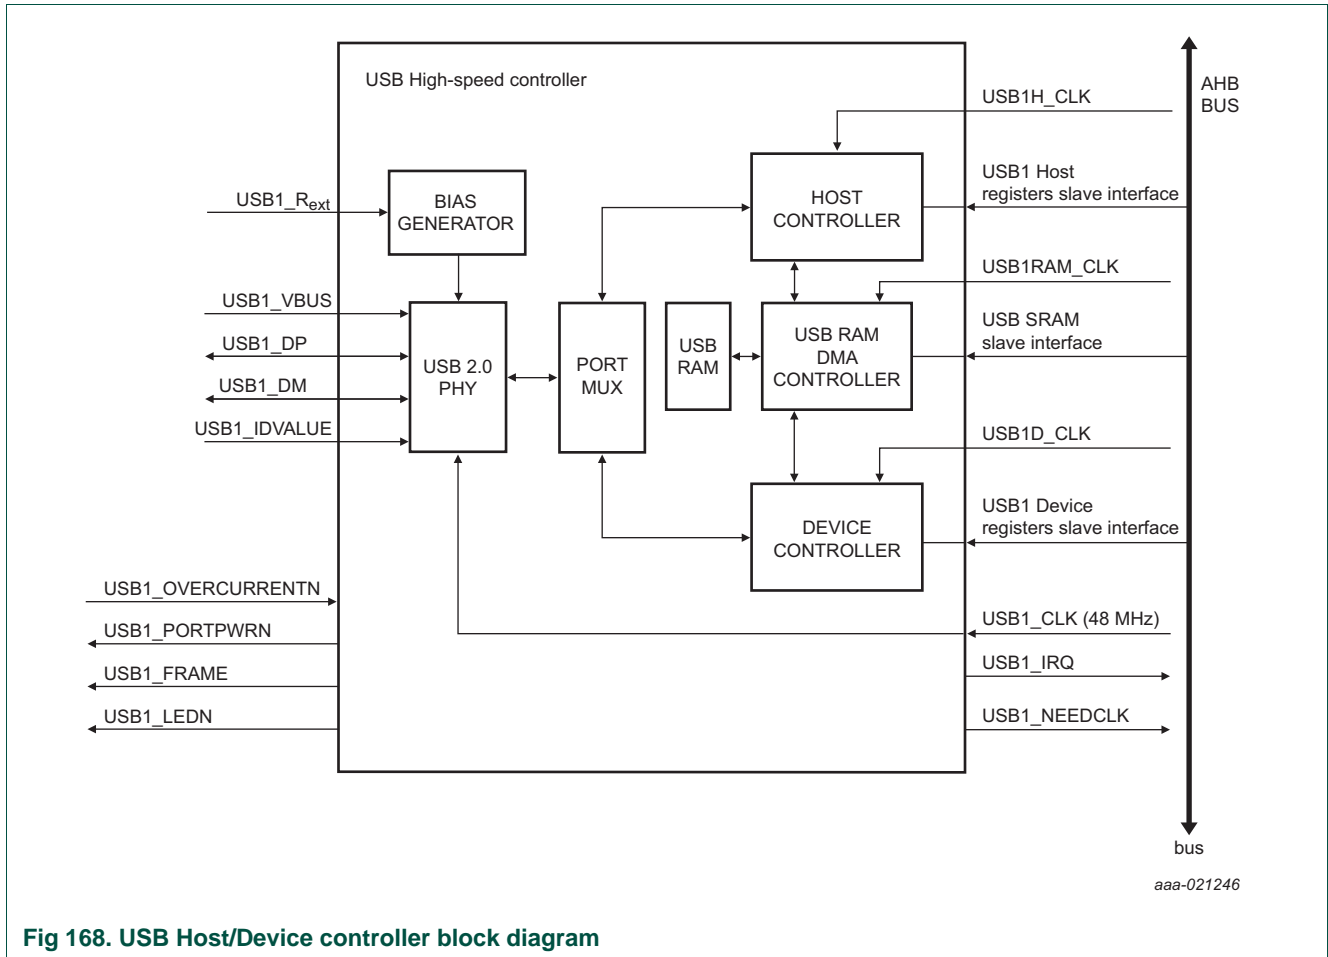 USB High-speed controller
AHB
BUS
USB1H_CLK
USB1 Host
registers slave interface
USB1_Rext
BIAS
GENERATOR
HOST
CONTROLLER
USB1RAM_CLK
USB1_VBUS
USB1_DP
USB1_DM
USB1_IDVALUE
USB 2.0
PHY
PORT
MUX
USB
RAM
USB RAM
DMA
CONTROLLER
USB SRAM
slave interface
USB1D_CLK
USB1 Device
registers slave interface
DEVICE
CONTROLLER
USB1_OVERCURRENTN
USB1_PORTPWRN
USB1_FRAME
USB1_LEDN
USB1_CLK (48 MHz)
USB1_IRQ
USB1_NEEDCLK
bus
aaa-021246
Fig 168. USB Host/Device controller block diagram